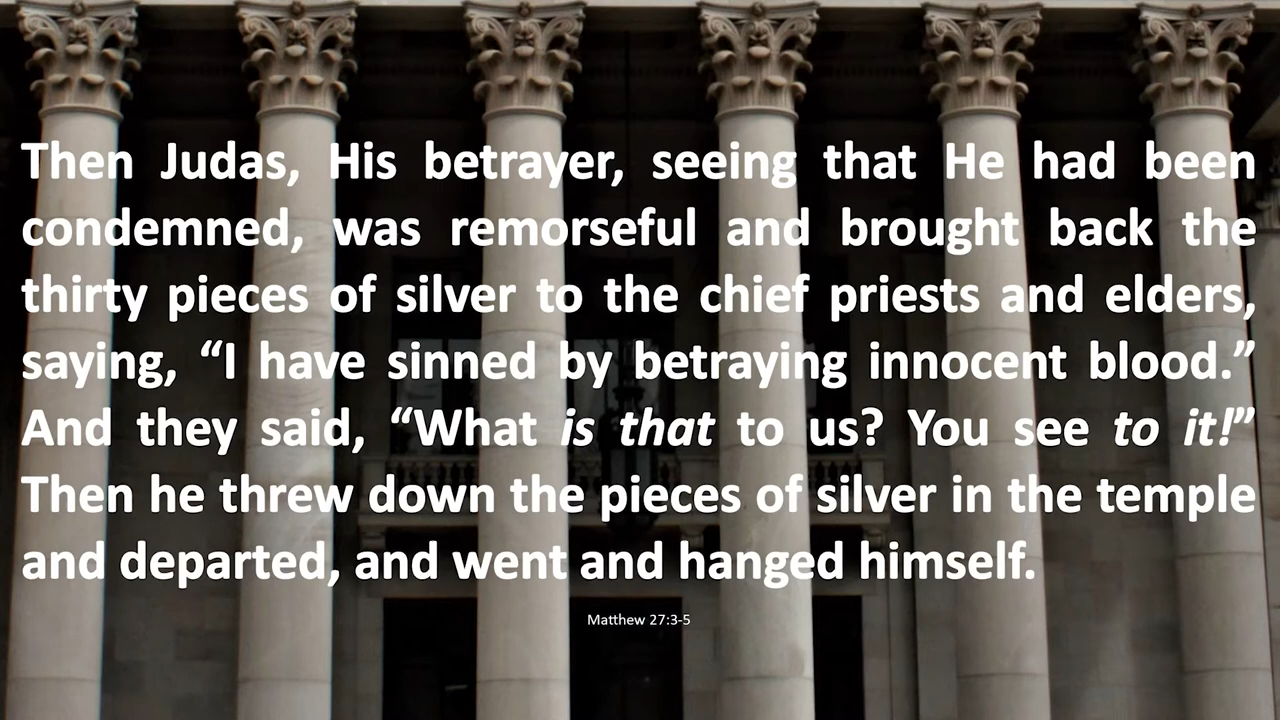 Then Judas, His betrayer, seeing that He had been
condemned, was remorseful and brought back the
thirty pieces of silver to the chief priests and elders,
saying, “I have sinned by betraying innocent blood.”
And they said, “What is that to us? You see to it!”
Then he threw down the pieces of silver in the temple
and departed, and went and hanged himself.
Matthew 27:3-5